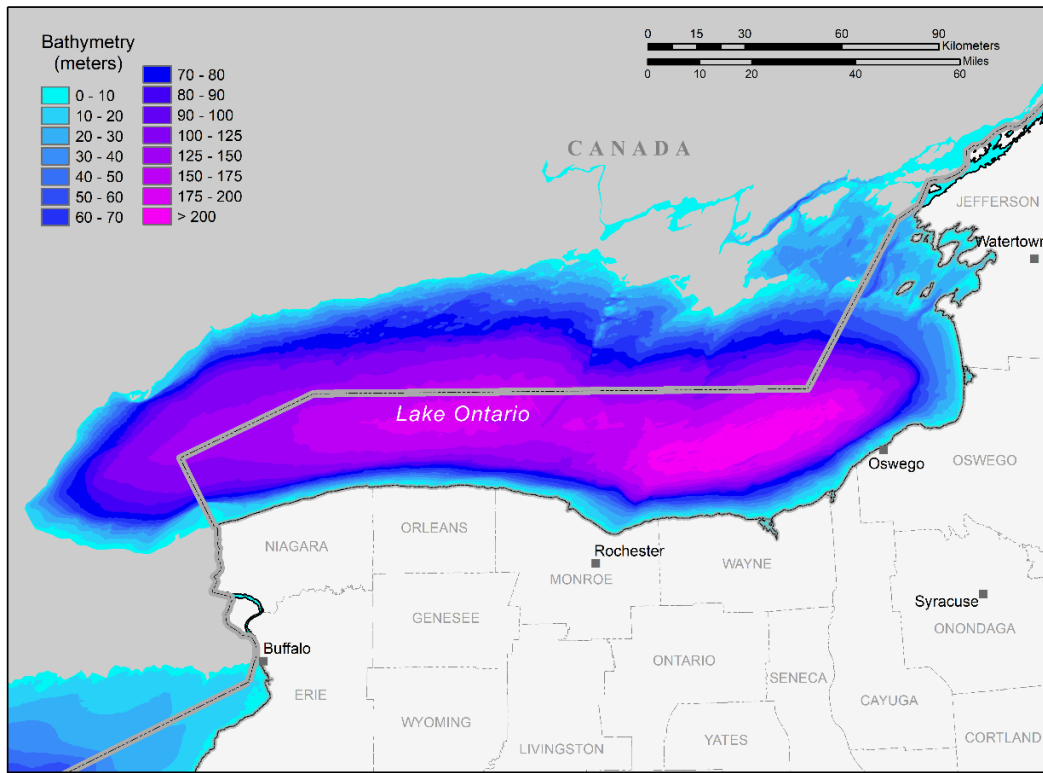 Bathymetry
(meters)
0 - 10
10 - 20
20 - 30
30 - 40
40 - 50
50 - 60
60 - 70
70 - 80
80 - 90
90 - 100
100 - 125
125 - 150
150 - 175
175 - 200
> 200
0 15 30 60 90
Kilometers
Miles
0 10 20 40 60
CANADA
JEFFERSON
Watertown
Lake Ontario
Oswego
OSWEGO
ORLEANS
NIAGARA
Rochester
MONROE
WAYNE
Syracuse
ONONDAGA
GENESEE
Buffalo
ONTARIO
SENECA
ERIE
CAYUGA
WYOMING
YATES
CORTLAND
LIVINGSTON